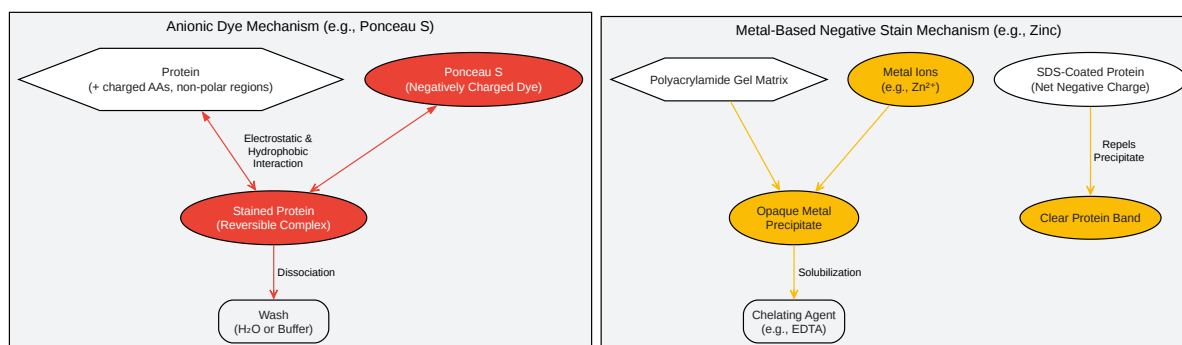 Anionic Dye Mechanism (e.g., Ponceau S)
Protein
(+ charged AAs, non-polar regions)
Ponceau S
(Negatively Charged Dye)
Electrostatic &
Hydrophobic
Interaction
Stained Protein
(Reversible Complex)
Dissociation
Wash
(H₂O or Buffer)
Metal-Based Negative Stain Mechanism (e.g., Zinc)
Polyacrylamide Gel Matrix
Metal Ions
(e.g., Zn²⁺)
SDS-Coated Protein
(Net Negative Charge)
Repels
Precipitate
Opaque Metal
Precipitate
Clear Protein Band
Solubilization
Chelating Agent
(e.g., EDTA)